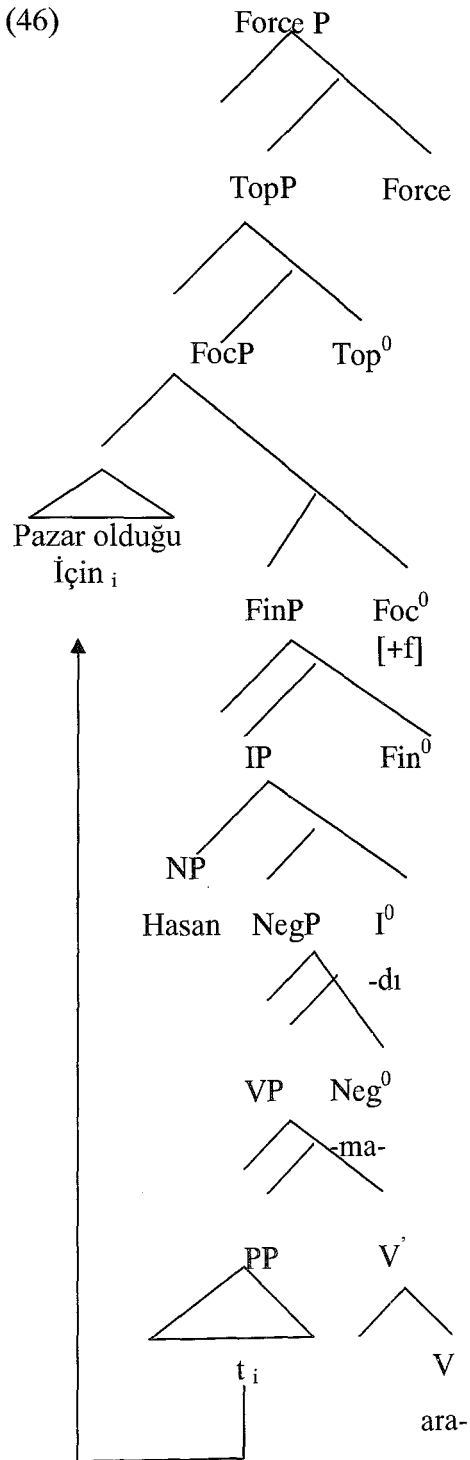 (46) Force P
TopP Force
FocP Top⁰
Pazar olduğu
İçin i
FinP Foc⁰
[+f]
IP Fin⁰
NP
Hasan NegP I⁰
-dı
VP Neg⁰
-ma-
PP V'
t i V
ara-